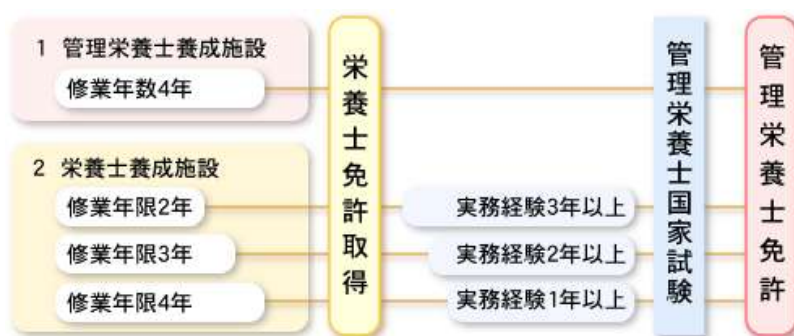 1 管理栄養士養成施設
修業年数4年
2 栄養士養成施設
修業年限2年
修業年限3年
修業年限4年
栄養士免許取得
実務経験3年以上
実務経験2年以上
実務経験1年以上
管理栄養士国家試験
管理栄養士免許